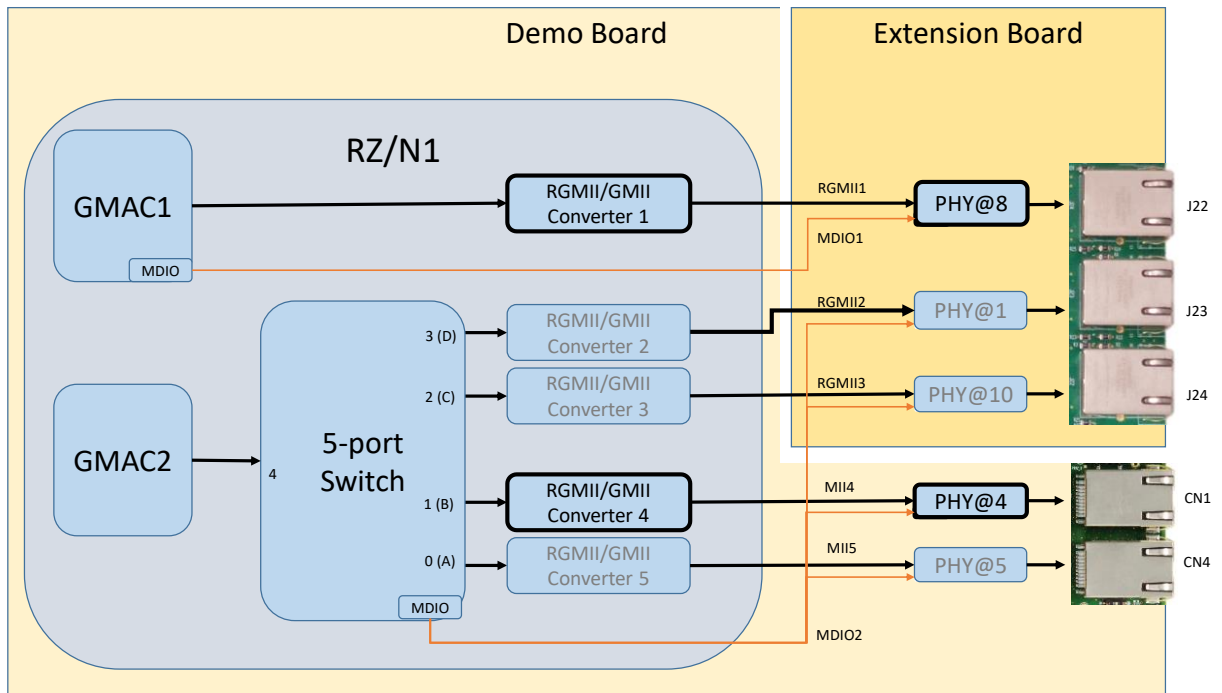 Demo Board
Extension Board
RZ/N1
GMAC1
MDIO
RGMII/GMII
Converter 1
RGMII1
MDIO1
PHY@8
J22
GMAC2
4
5-port
Switch
3 (D)
2 (C)
1 (B)
0 (A)
MDIO
RGMII/GMII
Converter 2
RGMII2
PHY@1
J23
RGMII/GMII
Converter 3
RGMII3
PHY@10
J24
RGMII/GMII
Converter 4
MII4
PHY@4
CN1
RGMII/GMII
Converter 5
MII5
PHY@5
CN4
MDIO2